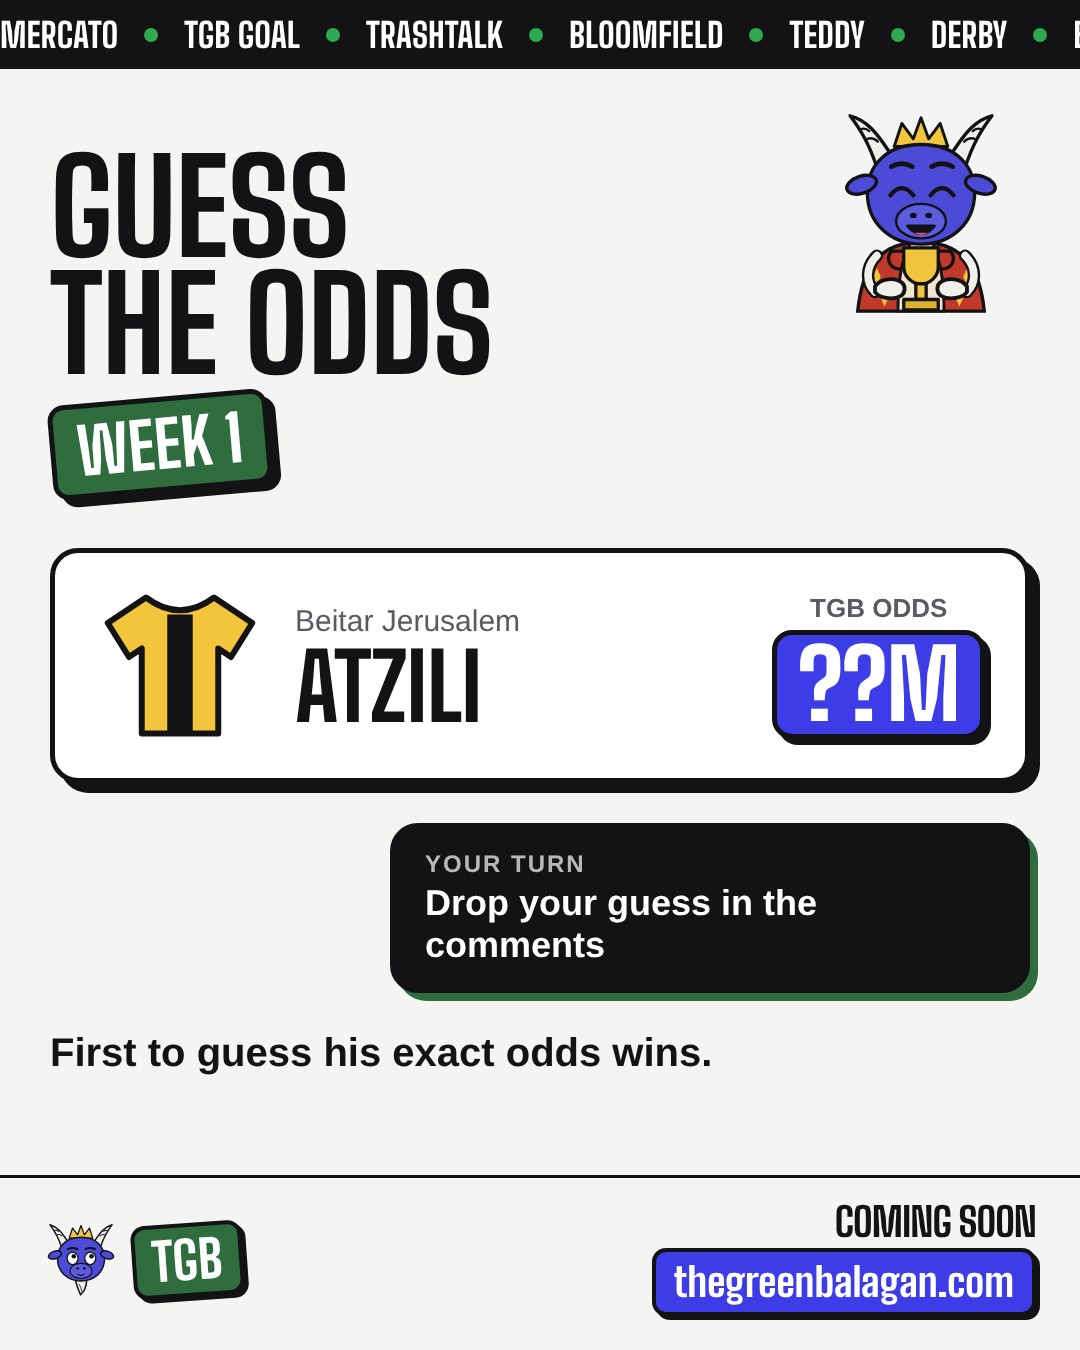 MERCATO • TGB GOAL • TRASHTALK • BLOOMFIELD • TEDDY • DERBY •
GUESS
THE ODDS
WEEK 1
Beitar Jerusalem
ATZILI
TGB ODDS
??M
YOUR TURN
Drop your guess in the
comments
First to guess his exact odds wins.
TGB
COMING SOON
thegreenbalagan.com